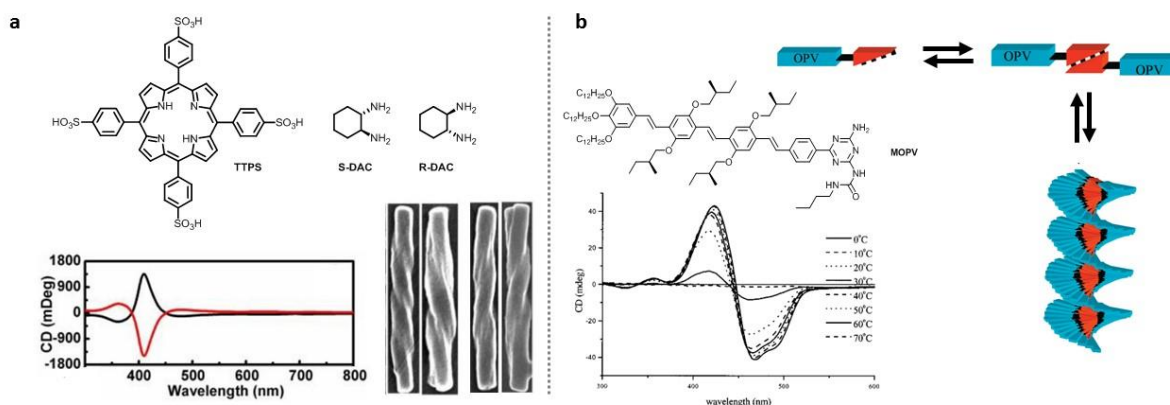 a
SO₃H
HO₃S
SO₃H
SO₃H
NH
N
N
HN
TTPS
NH₂
NH₂
S-DAC
NH₂
NH₂
R-DAC
CD (mDeg)
1800
900
0
-900
-1800
300 400 500 600 700 800
Wavelength (nm)
b
OPV
OPV
OPV
C₁₂H₂₅O
C₁₂H₂₅O
C₁₂H₂₅O
O
O
O
O
NH₂
N
N
N
NH
HN
O
MOPV
CD (mdeg)
40
20
0
-20
-40
0°C
10°C
20°C
30°C
40°C
50°C
60°C
70°C
300 400 500 600
wavelength (nm)